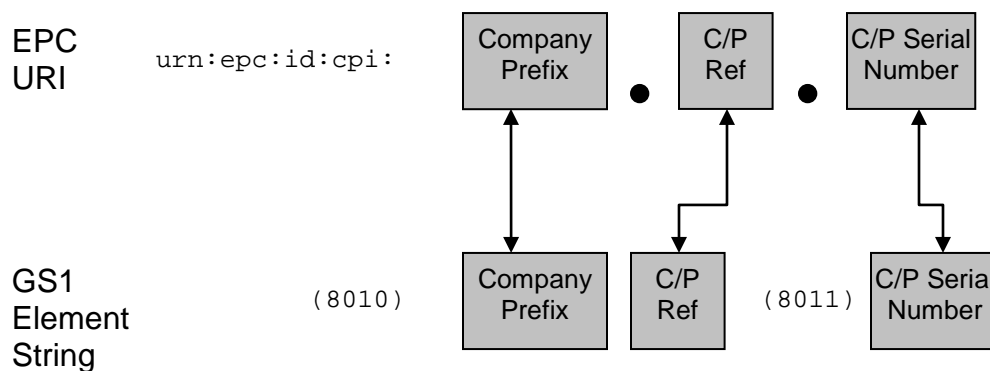 EPC
URI
urn:epc:id:cpi:
Company
Prefix
C/P
Ref
C/P Serial
Number
GS1
Element
String
(8010)
Company
Prefix
C/P
Ref
(8011)
C/P Seria
Number